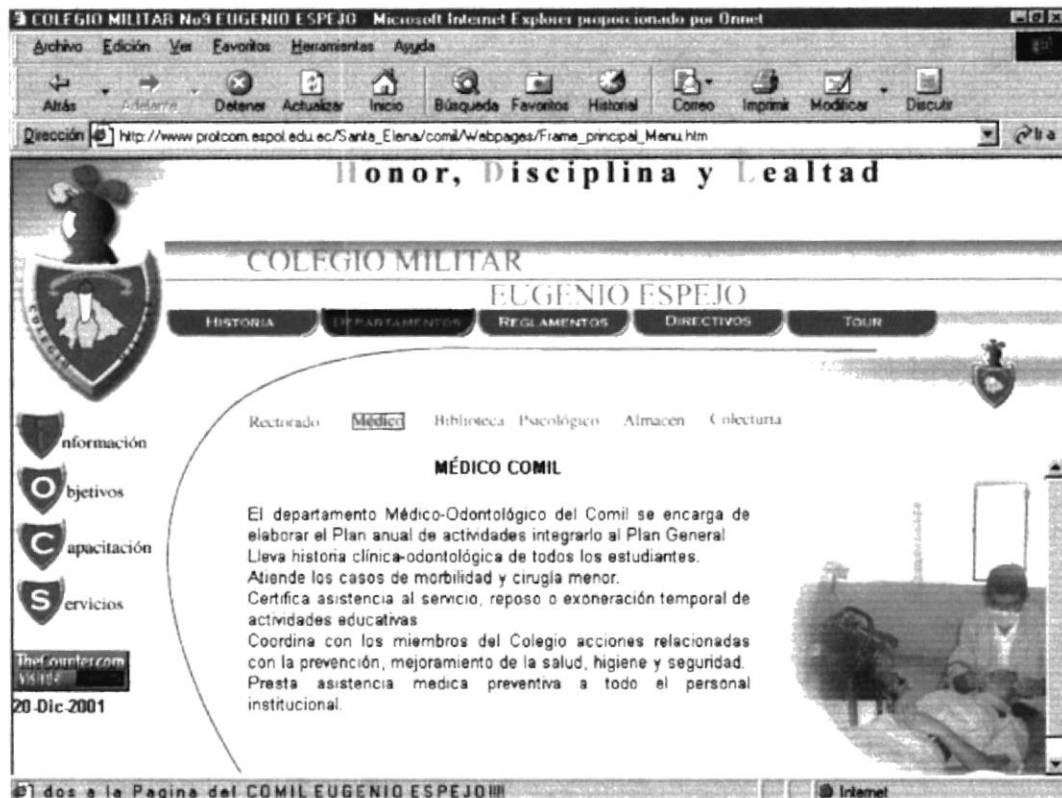 COLEGIO MILITAR No9 EUGENIO ESPEJO Microsoft Internet Explorer proporcionado por Onnet
Archivo Edición Ver Favoritos Herramientas Ayuda
Atrás Adelante Detener Actualizar Inicio Búsqueda Favoritos Historial Correo Imprimir Modificar Discutir
Dirección http://www.protcom.espol.edu.ec/Santa_Elena/comil/Webpages/Frame_principal_Menu.htm Ir a
Honor, Disciplina y Lealtad
COLEGIO MILITAR
EUGENIO ESPEJO
HISTORIA DEPARTAMENTOS REGLAMENTOS DIRECTIVOS TOUR
COLEGIO MILITAR
Rectorado Médico Biblioteca Psicológico Almacen Colecturia
Información
Objetivos
Capacitación
Servicios
MÉDICO COMIL
El departamento Médico-Odontológico del Comil se encarga de
elaborar el Plan anual de actividades integrarlo al Plan General
Lleva historia clínica-odontológica de todos los estudiantes.
Atiende los casos de morbilidad y cirugía menor.
Certifica asistencia al servicio, reposo o exoneración temporal de
actividades educativas
Coordina con los miembros del Colegio acciones relacionadas
con la prevención, mejoramiento de la salud, higiene y seguridad.
Presta asistencia medica preventiva a todo el personal
institucional.
TheCounter.com
20-Dic-2001
dos a la Pagina del COMIL EUGENIO ESPEJO!!!! Internet